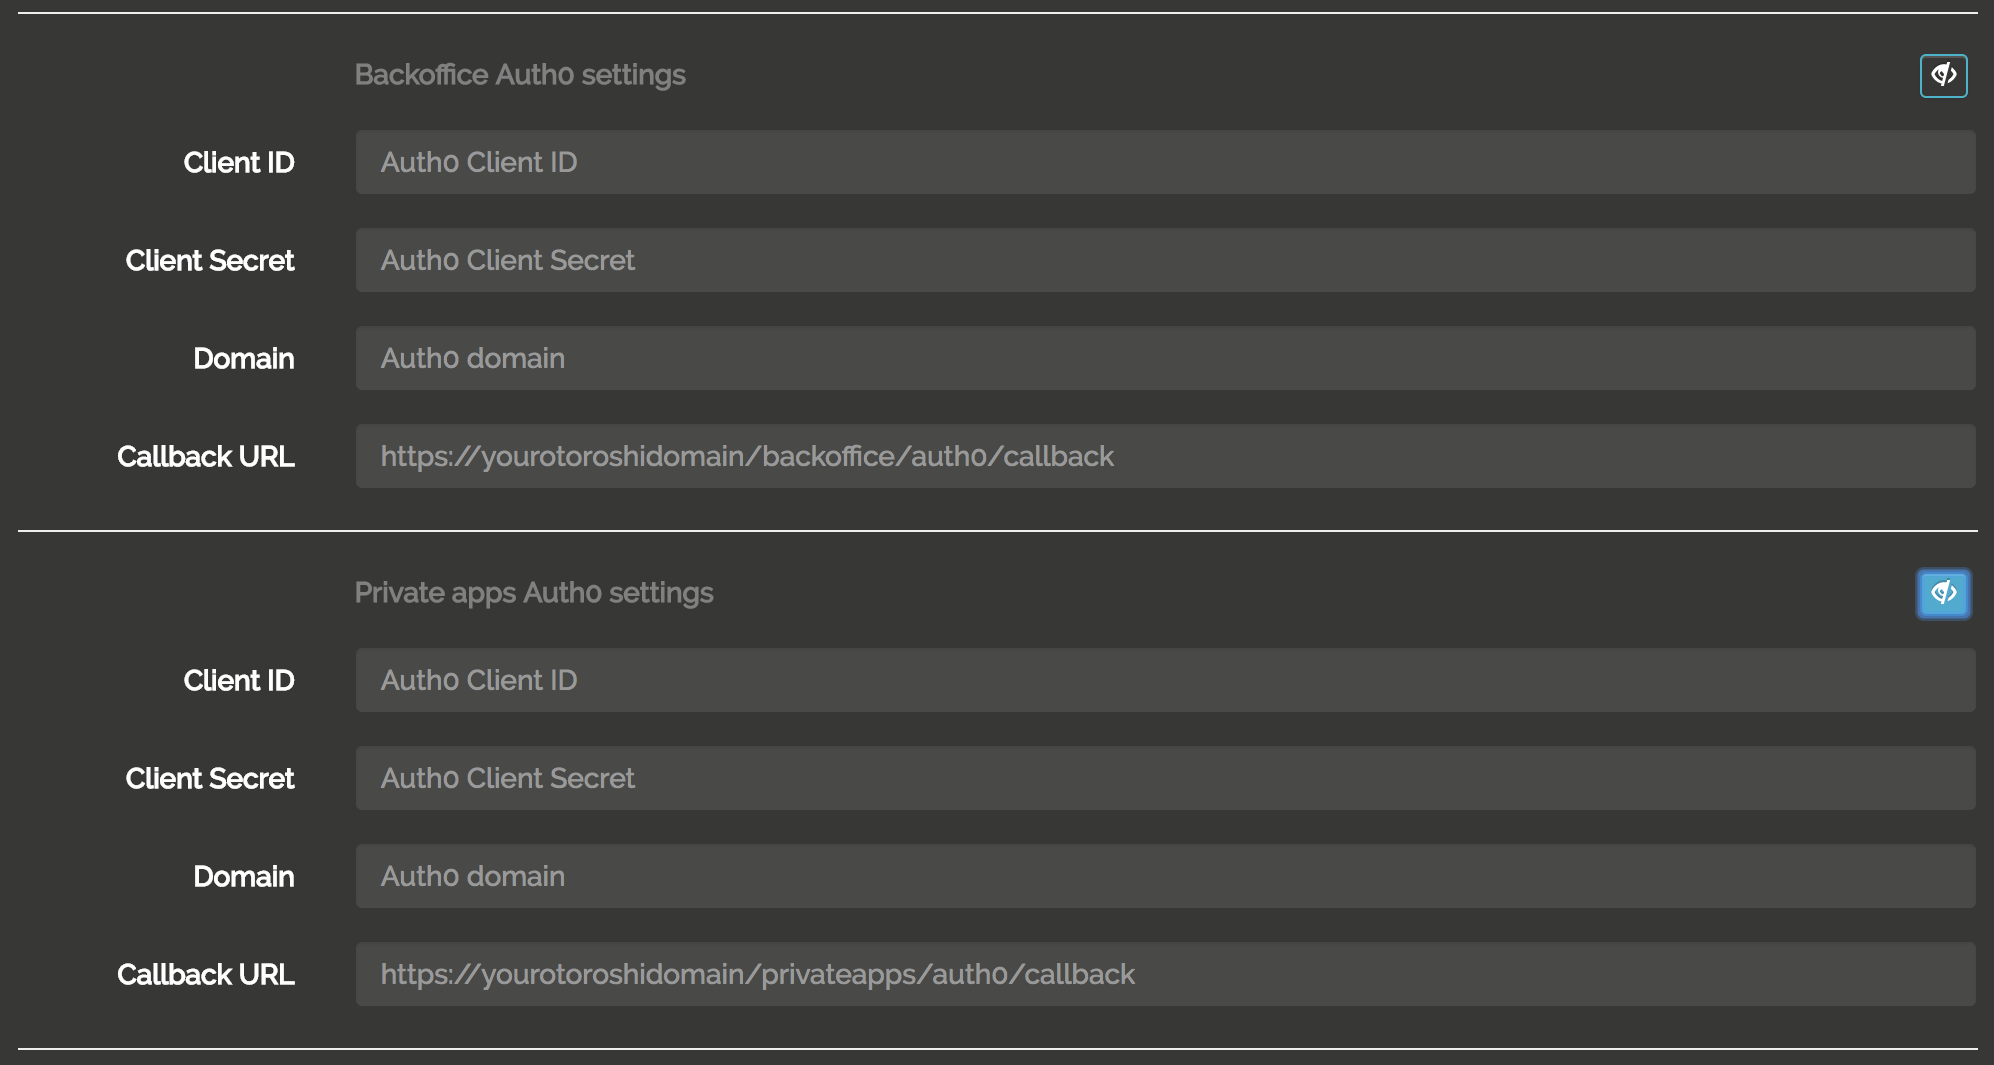 Backoffice Auth0 settings
Client ID Auth0 Client ID
Client Secret Auth0 Client Secret
Domain Auth0 domain
Callback URL https://yourotoroshidomain/backoffice/auth0/callback
Private apps Auth0 settings
Client ID Auth0 Client ID
Client Secret Auth0 Client Secret
Domain Auth0 domain
Callback URL https://yourotoroshidomain/privateapps/auth0/callback